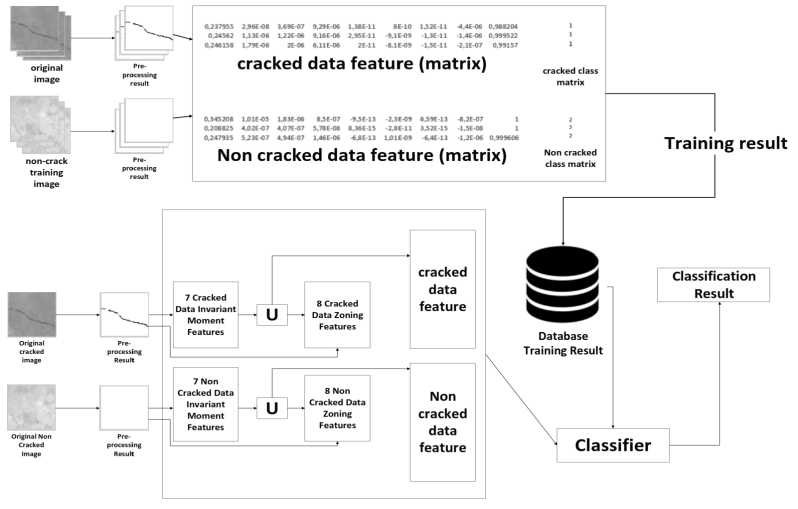 0,237955 2,96E-08 3,69E-07 9,29E-06 1,38E-11 8E-10 1,52E-11 -4,4E-06 0,988204 1
0,24562 1,13E-06 1,22E-06 9,16E-06 2,95E-11 -9,1E-09 -1,3E-11 -1,4E-06 0,999522 1
0,246158 1,79E-06 2E-06 6,11E-06 2E-11 -8,1E-09 -1,5E-11 -2,1E-07 0,99157 1
cracked data feature (matrix)
cracked class
matrix
original
image
Pre-
processing
result
0,345208 1,01E-05 1,83E-06 8,5E-07 -9,5E-13 -2,3E-09 6,59E-13 -8,2E-07 1 2
0,208825 4,02E-07 4,07E-07 5,78E-08 8,36E-15 -2,8E-11 3,52E-15 -1,5E-08 1 2
0,247935 5,23E-07 4,94E-07 1,46E-06 -6,8E-13 1,01E-09 -6,4E-13 -1,2E-06 0,999606 2
Non cracked data feature (matrix)
Non cracked
class matrix
non-crack
training
image
Pre-
processing
result
Training result
7 Cracked
Data Invariant
Moment
Features
U
8 Cracked
Data Zoning
Features
cracked
data
feature
Original
cracked
image
Pre-
processing
Result
Database
Training Result
Classification
Result
7 Non
Cracked Data
Invariant
Moment
Features
U
8 Non
Cracked Data
Zoning
Features
Non
cracked
data
feature
Original Non
Cracked
Image
Pre-
processing
Result
Classifier